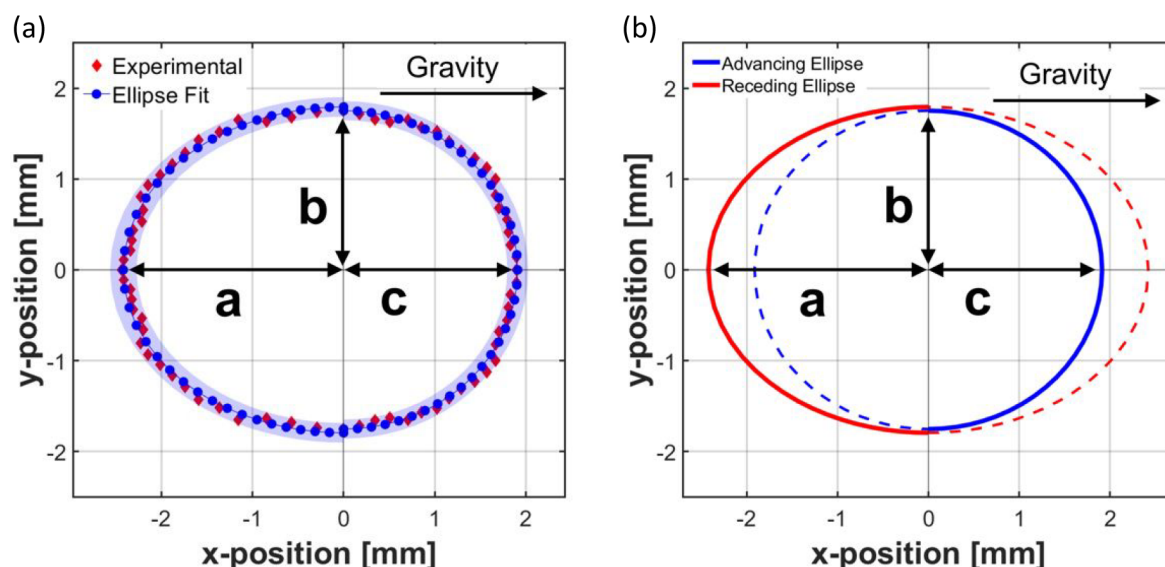 (a)
Experimental
Ellipse Fit
Gravity
2
1
0
-1
-2
y-position [mm]
b
a
c
-2
-1
0
1
2
x-position [mm]
(b)
Advancing Ellipse
Receding Ellipse
Gravity
2
1
0
-1
-2
y-position [mm]
b
a
c
-2
-1
0
1
2
x-position [mm]